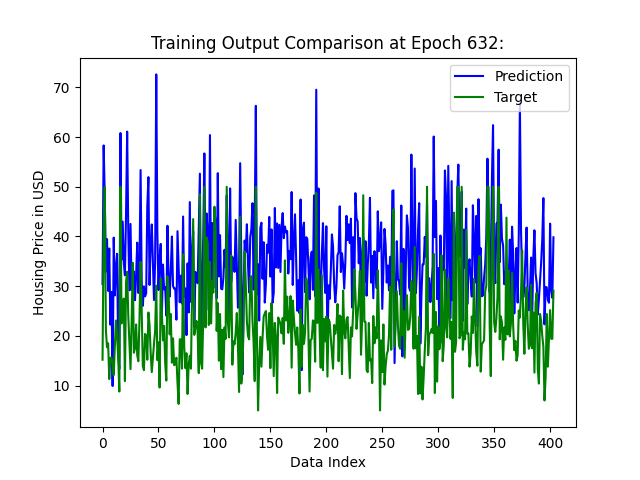 Training Output Comparison at Epoch 632:
Prediction
Target
Housing Price in USD
70
60
50
40
30
20
10
0 50 100 150 200 250 300 350 400
Data Index